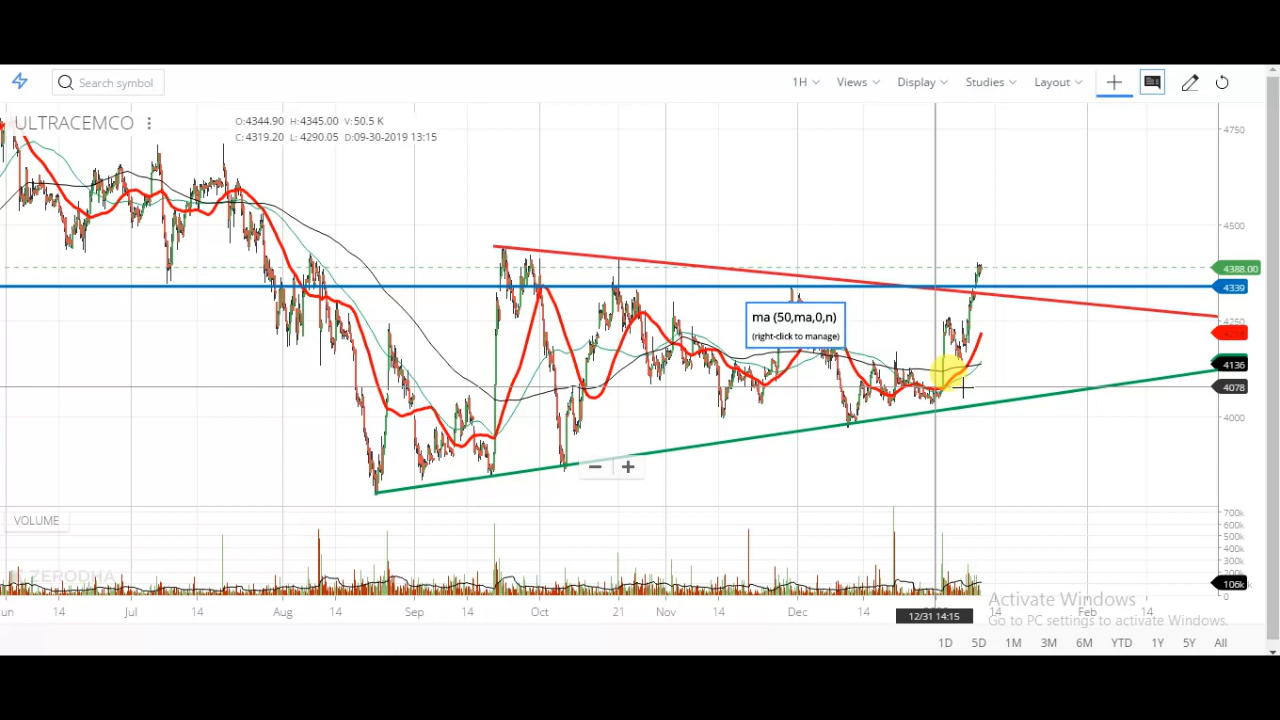 Search symbol
1H Views Display Studies Layout
ULTRACEMCO
O:4344.90 H:4345.00 V:50.5 K
C:4319.20 L: 4290.05 D:09-30-2019 13:15
4750
4500
4388.00
4339
4250
ma (50,ma,0,n)
(right-click to manage)
4136
4078
4000
VOLUME
700k
600k
500k
400k
300k
ZERODHA
106k
0
14 Jul 14 Aug 14 Sep 14 Oct 21 Nov 14 Dec 14 14 Feb 14
12/31 14:15
Activate Windows
Go to PC settings to activate Windows.
1D 5D 1M 3M 6M YTD 1Y 5Y All